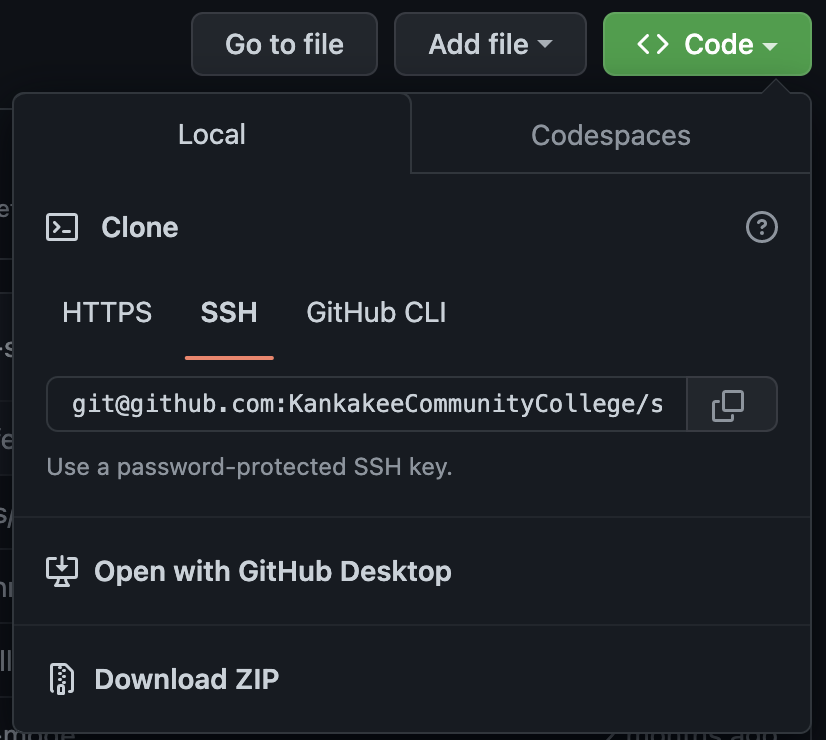 Go to file Add file Code
Local Codespaces
Clone
HTTPS SSH GitHub CLI
git@github.com:KankakeeCommunityCollege/s
Use a password-protected SSH key.
Open with GitHub Desktop
Download ZIP